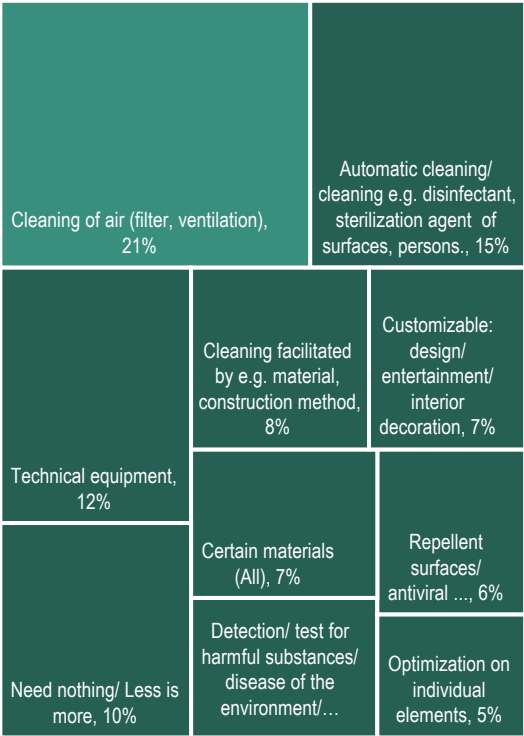 Cleaning of air (filter, ventilation),
21%
Automatic cleaning/
cleaning e.g. disinfectant,
sterilization agent of
surfaces, persons., 15%
Technical equipment,
12%
Cleaning facilitated
by e.g. material,
construction method,
8%
Customizable:
design/
entertainment/
interior
decoration, 7%
Need nothing/ Less is
more, 10%
Certain materials
(All), 7%
Repellent
surfaces/
antiviral ..., 6%
Detection/ test for
harmful substances/
disease of the
environment/…
Optimization on
individual
elements, 5%